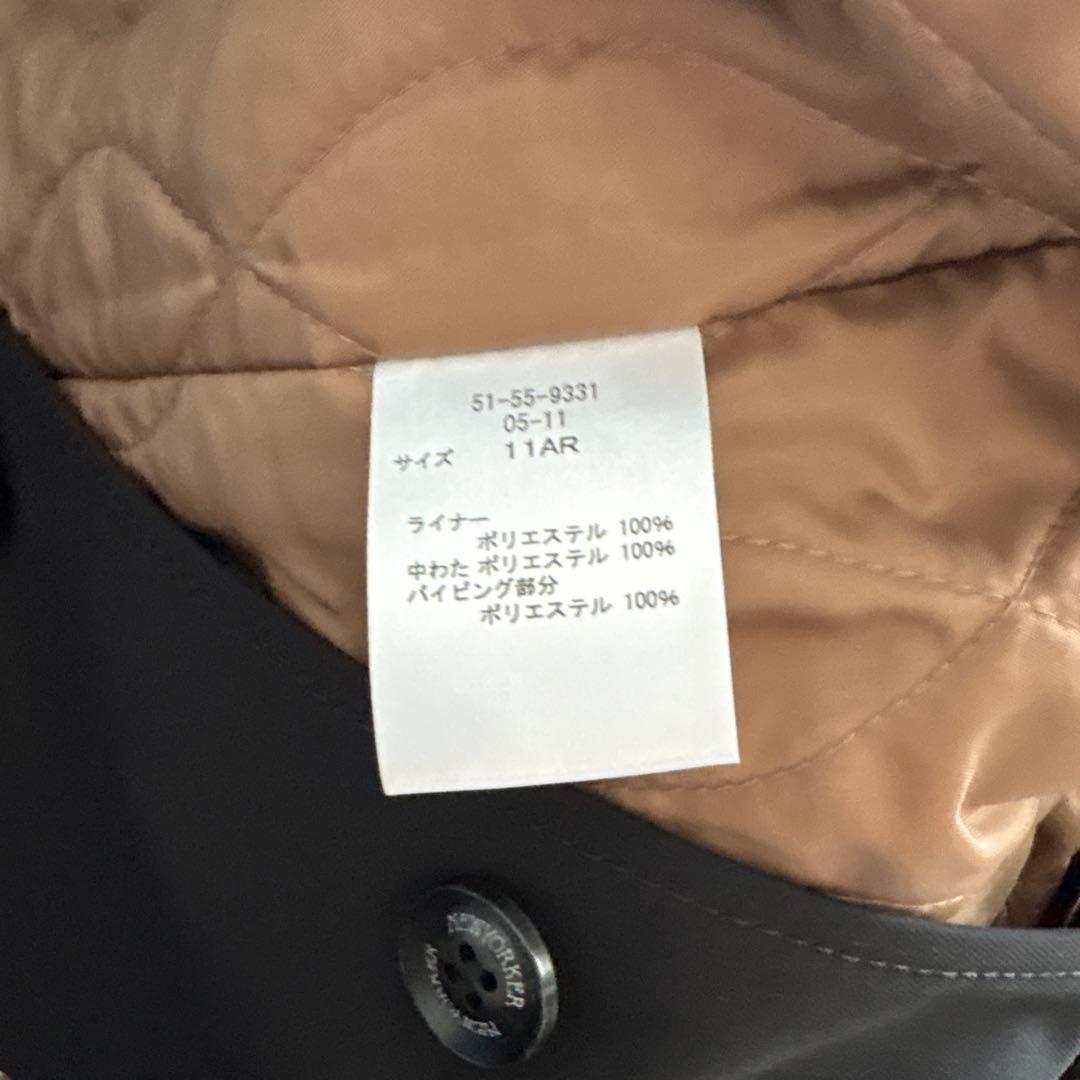 51-55-9331
05-11
サイズ 11AR
ライナー
ポリエステル 100%
中わた ポリエステル 100%
パイピング部分
ポリエステル 100%
NEWYORKER